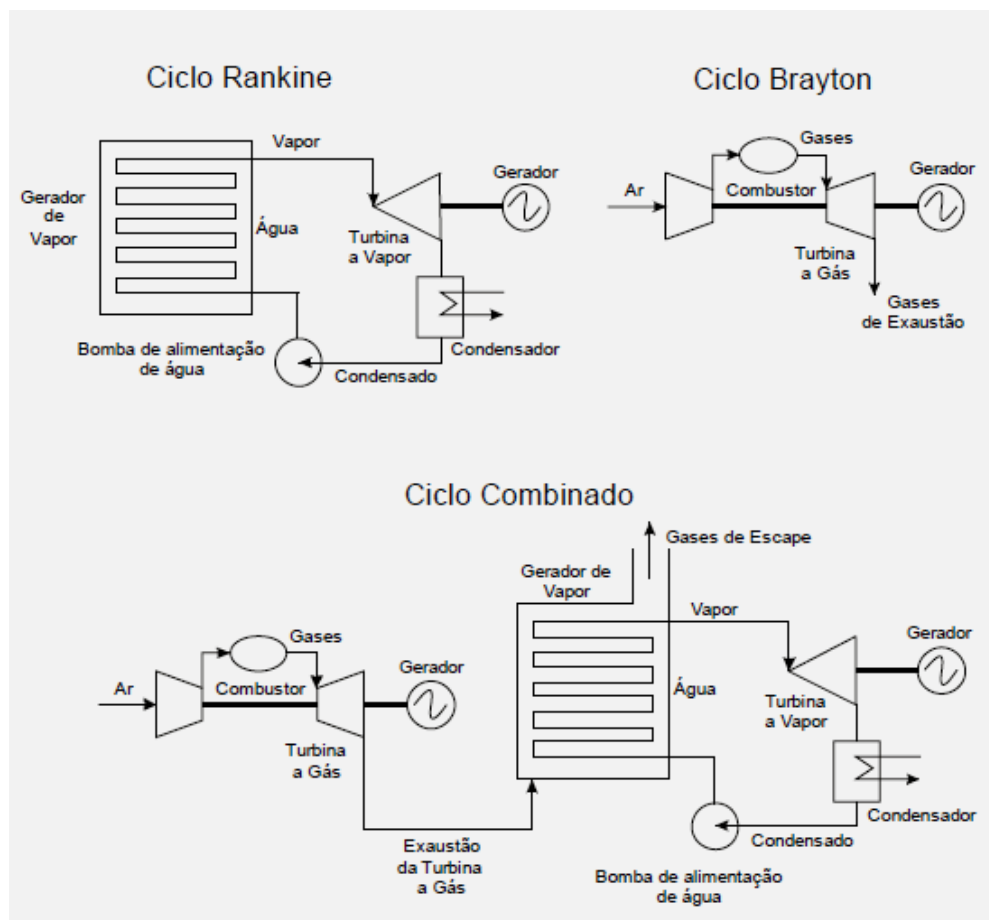 Ciclo Rankine
Vapor
Gerador
de
Vapor
Água
Gerador
Turbina
a Vapor
Condensador
Bomba de alimentação
de água
Condensado
Ciclo Brayton
Gases
Ar
Combustor
Gerador
Turbina
a Gás
Gases
de Exaustão
Ciclo Combinado
Gases de Escape
Gerador de
Vapor
Vapor
Gases
Ar
Combustor
Gerador
Turbina
a Gás
Água
Gerador
Turbina
a Vapor
Condensador
Exaustão
da Turbina
a Gás
Condensado
Bomba de alimentação
de água